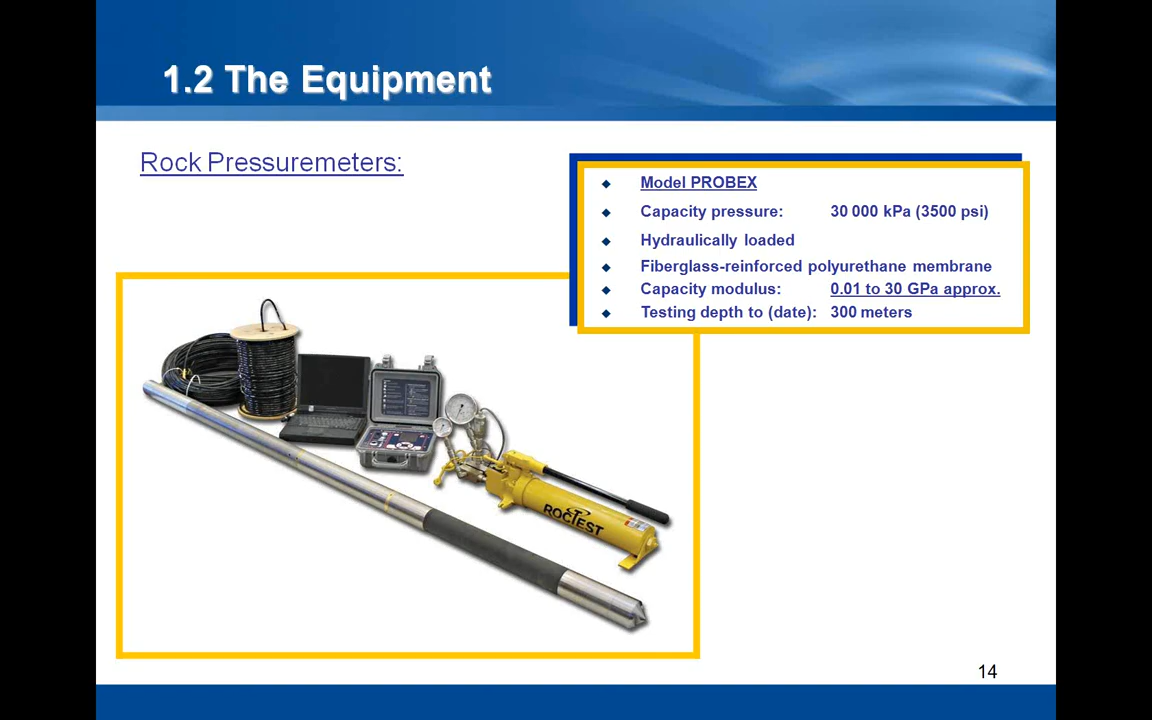 1.2 The Equipment
Rock Pressuremeters:
Model PROBEX
Capacity pressure: 30 000 kPa (3500 psi)
Hydraulically loaded
Fiberglass-reinforced polyurethane membrane
Capacity modulus: 0.01 to 30 GPa approx.
Testing depth to (date): 300 meters
ROCTEST
14